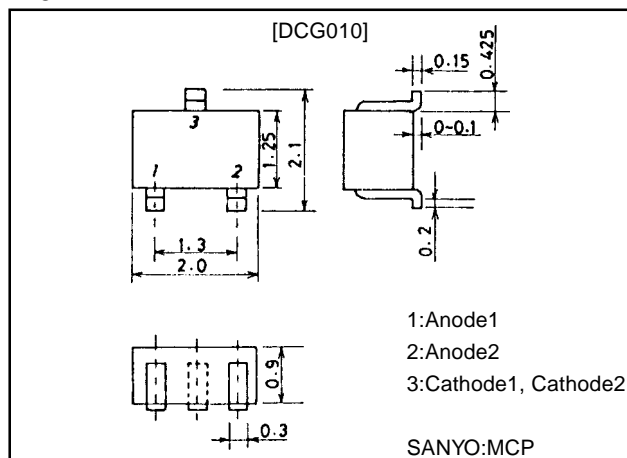 [DCG010]
0.15
0.425
3
1
2
1.25
2.1
0~0.1
1.3
2.0
0.2
1:Anode1
2:Anode2
3:Cathode1, Cathode2
0.9
0.3
SANYO:MCP